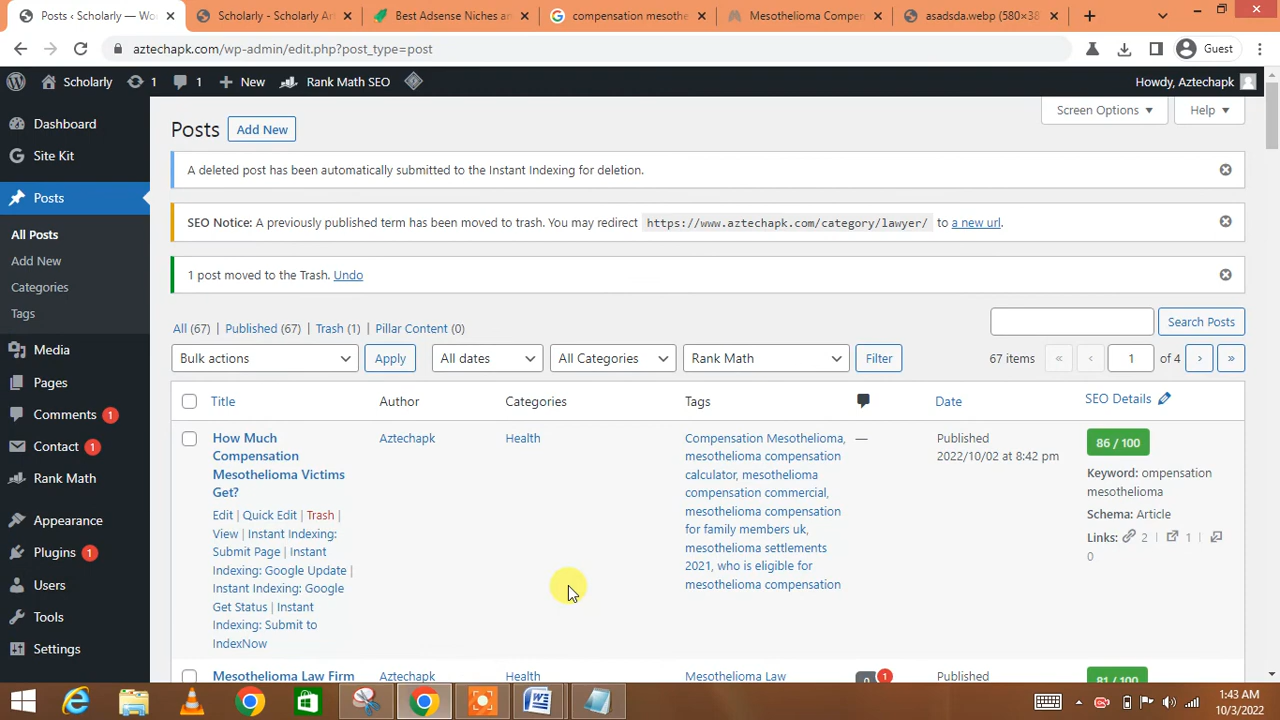 Posts ‹ Scholarly — Wo
Scholarly - Scholarly Ar
Best Adsense Niches an
compensation mesothe
Mesothelioma Compen
asadsda.webp (580×38
aztechapk.com/wp-admin/edit.php?post_type=post
Guest
Scholarly 1 1 New Rank Math SEO
Howdy, Aztechapk
Dashboard
Site Kit
Posts
All Posts
Add New
Categories
Tags
Media
Pages
Comments 1
Contact 1
Rank Math
Appearance
Plugins 1
Users
Tools
Settings
Screen Options Help
Posts Add New
A deleted post has been automatically submitted to the Instant Indexing for deletion.
SEO Notice: A previously published term has been moved to trash. You may redirect https://www.aztechapk.com/category/lawyer/ to a new url.
1 post moved to the Trash. Undo
All (67) | Published (67) | Trash (1) | Pillar Content (0)
Search Posts
Bulk actions Apply All dates All Categories Rank Math Filter
67 items « ‹ 1 of 4 › »
Title Author Categories Tags Date SEO Details
How Much
Compensation
Mesothelioma Victims
Get?
Edit | Quick Edit | Trash |
View | Instant Indexing:
Submit Page | Instant
Indexing: Google Update |
Instant Indexing: Google
Get Status | Instant
Indexing: Submit to
IndexNow
Aztechapk
Health
Compensation Mesothelioma,
mesothelioma compensation
calculator, mesothelioma
compensation commercial,
mesothelioma compensation
for family members uk,
mesothelioma settlements
2021, who is eligible for
mesothelioma compensation
—
Published
2022/10/02 at 8:42 pm
86 / 100
Keyword: ompensation
mesothelioma
Schema: Article
Links: 2 | 1 |
0
Mesothelioma Law Firm Aztechapk Health Mesothelioma Law 0 1 Published 81 / 100
1:43 AM
10/3/2022